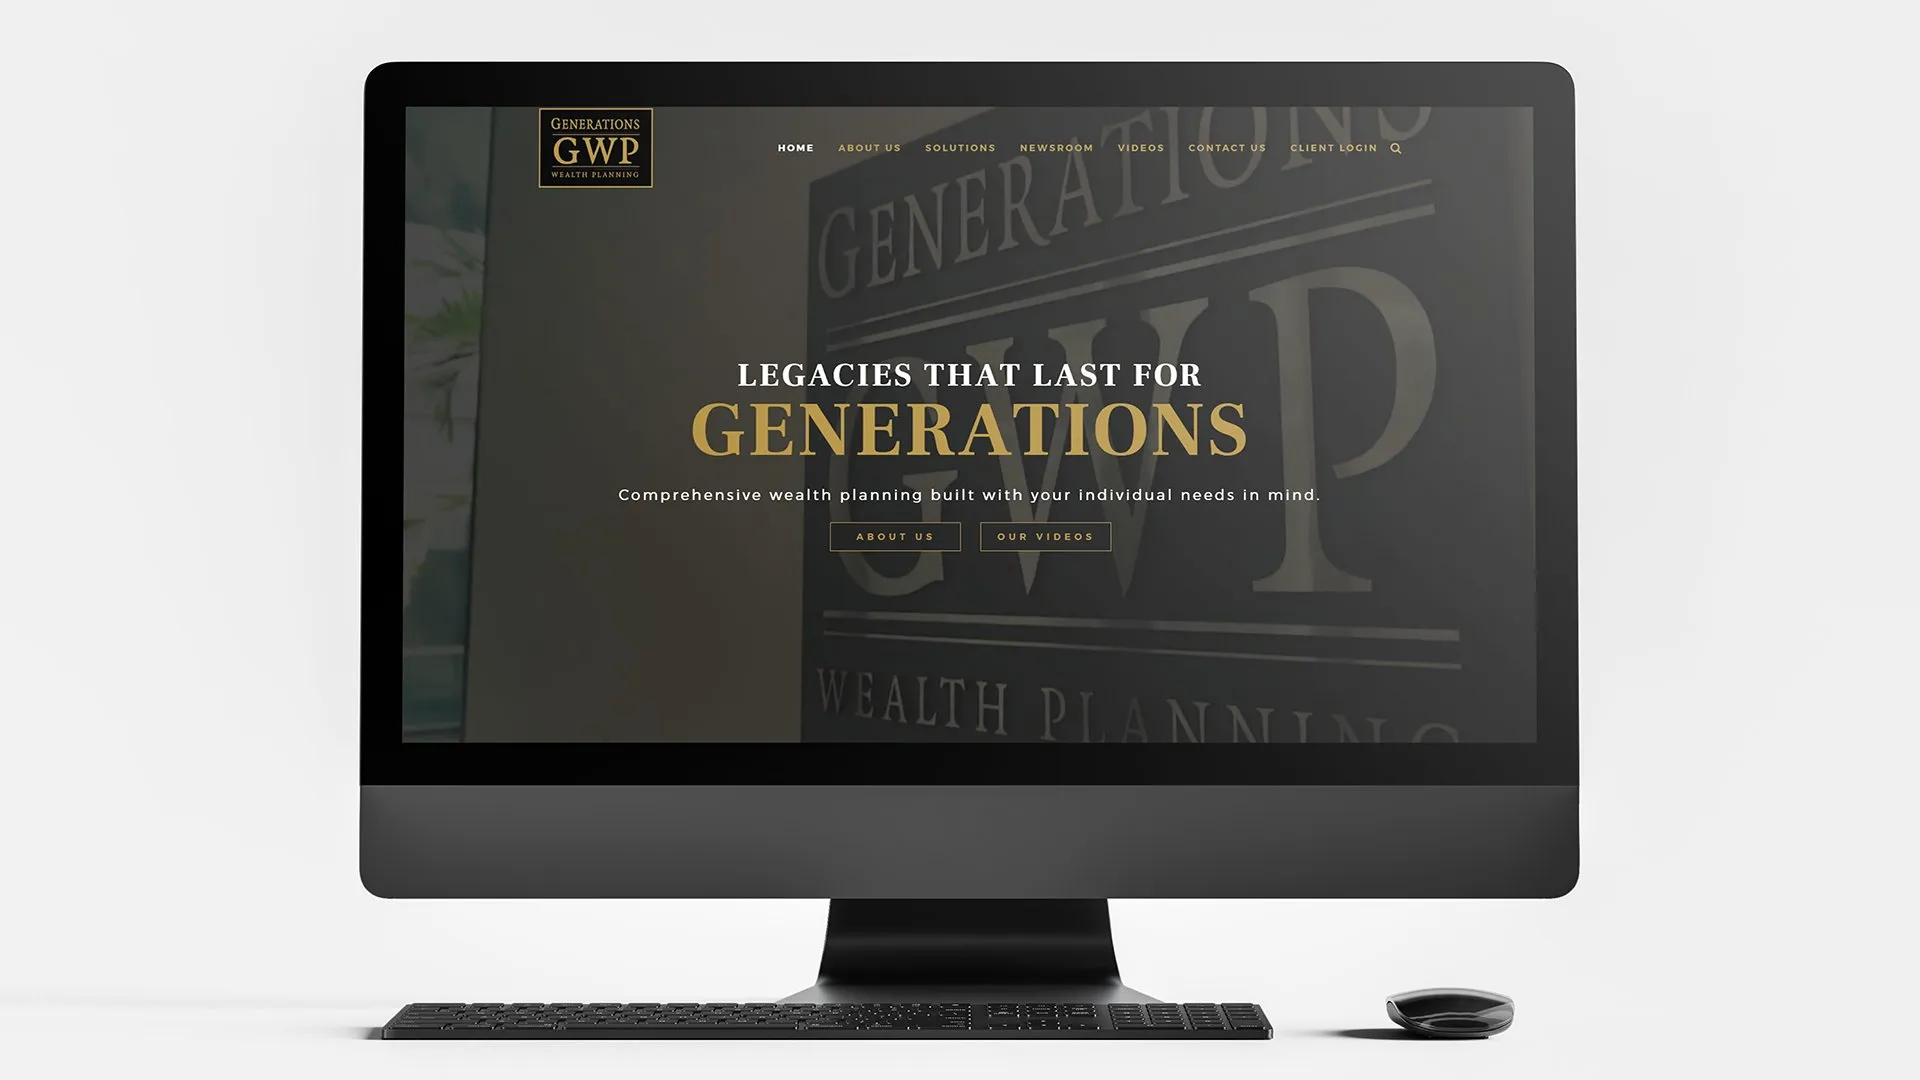 GENERATIONS
GWP
WEALTH PLANNING
HOME ABOUT US SOLUTIONS NEWSROOM VIDEOS CONTACT US CLIENT LOGIN
GENERATIONS
GWP
WEALTH PLANNING
LEGACIES THAT LAST FOR
GENERATIONS
Comprehensive wealth planning built with your individual needs in mind.
ABOUT US OUR VIDEOS